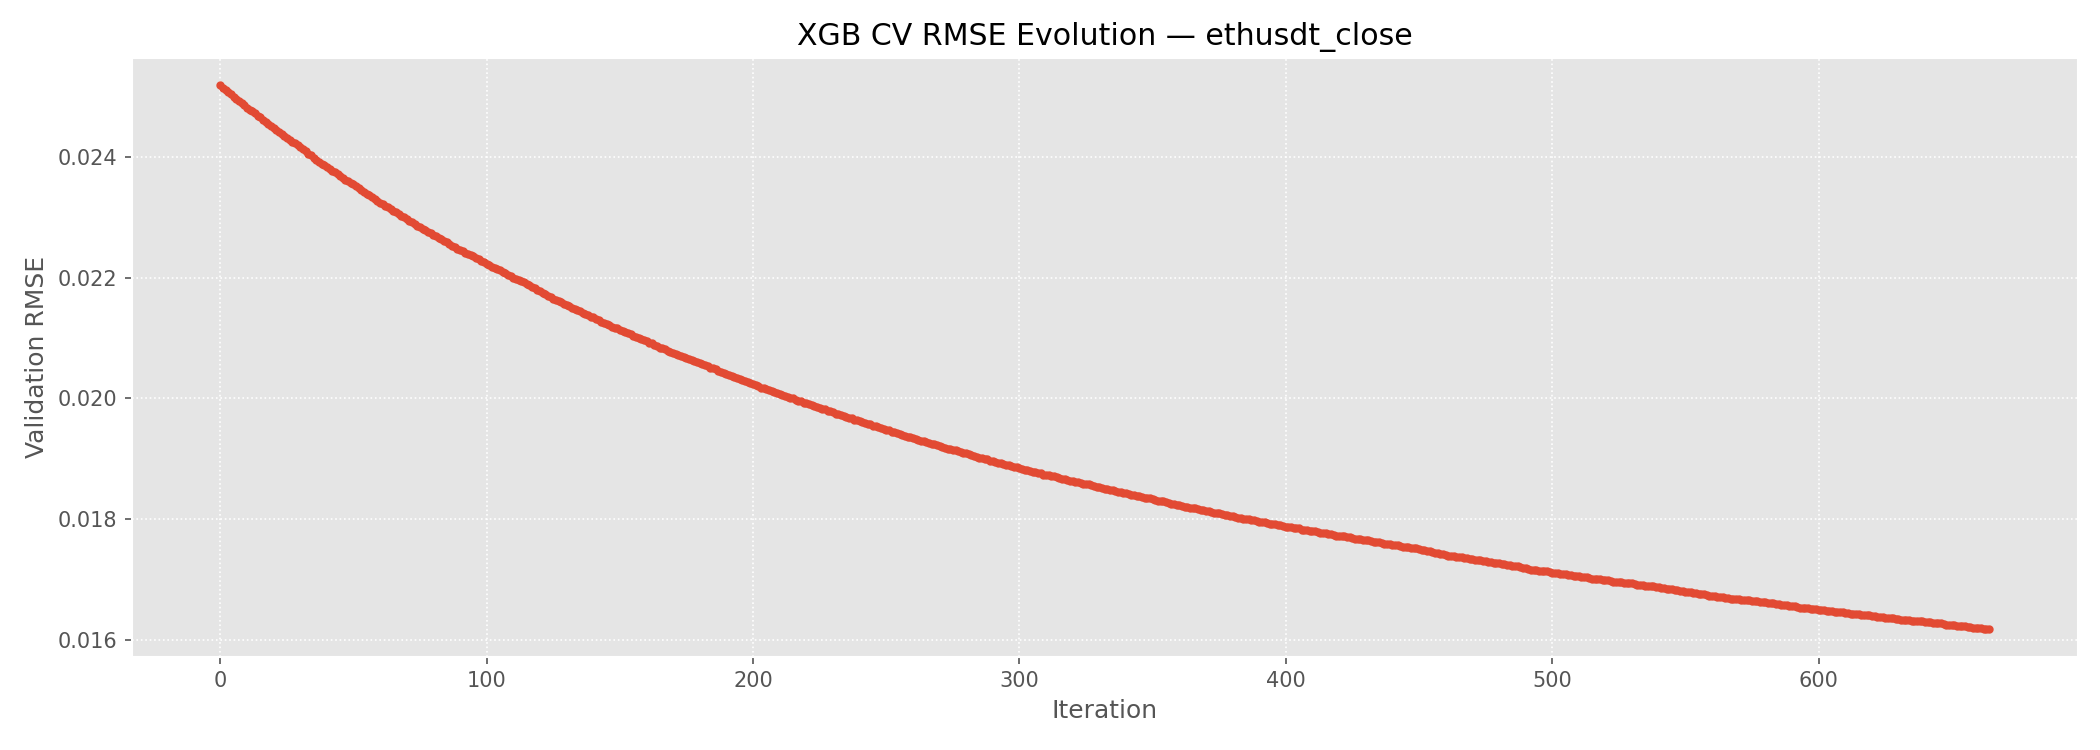 XGB CV RMSE Evolution — ethusdt_close
Validation RMSE
0.024
0.022
0.020
0.018
0.016
0 100 200 300 400 500 600
Iteration